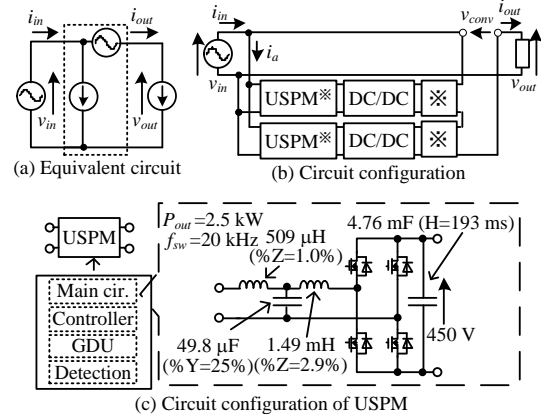 i_in
i_out
v_in
v_out
(a) Equivalent circuit
i_in
i_a
v_conv
i_out
v_in
v_out
USPM※ DC/DC ※
USPM※ DC/DC ※
(b) Circuit configuration
USPM
Main cir.
Controller
GDU
Detection
P_out=2.5 kW
f_sw=20 kHz
509 μH
(%Z=1.0%)
4.76 mF (H=193 ms)
450 V
49.8 μF
(%Y=25%)
1.49 mH
(%Z=2.9%)
(c) Circuit configuration of USPM